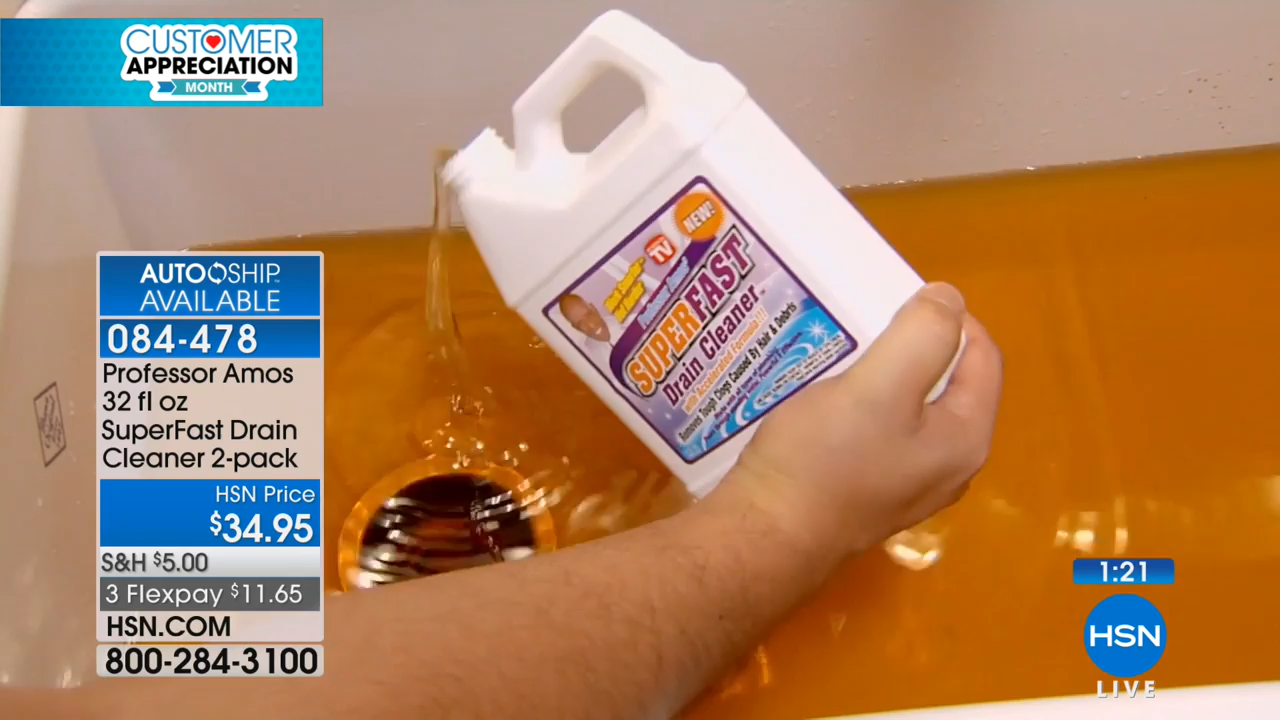 CUSTOMER
APPRECIATION
MONTH
AUTOSHIP
AVAILABLE
084-478
Professor Amos
32 fl oz
SuperFast Drain
Cleaner 2-pack
HSN Price
$34.95
S&H $5.00
3 Flexpay $11.65
HSN.COM
800-284-3100
NEW!
TV
SUPERFAST
Drain Cleaner
with Accelerated Formula!!!
Removes Tough Clogs Caused By Hair & Debris
1:21
HSN
LIVE